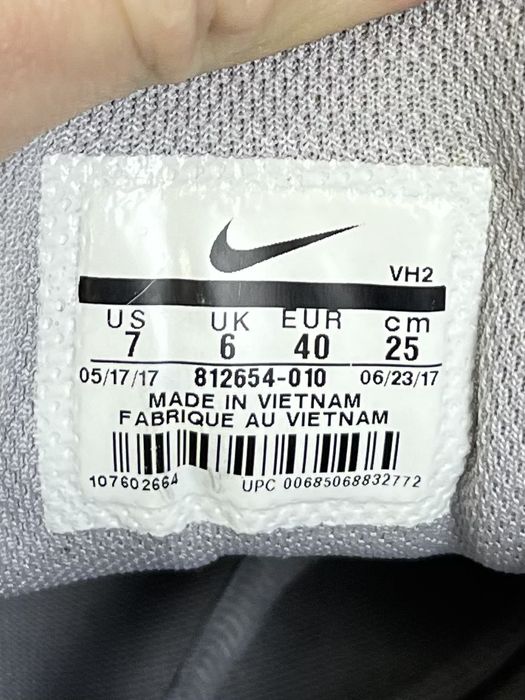 VH2
US UK EUR cm
7 6 40 25
05/17/17 812654-010 06/23/17
MADE IN VIETNAM
FABRIQUE AU VIETNAM
107602664 UPC 00685068832772